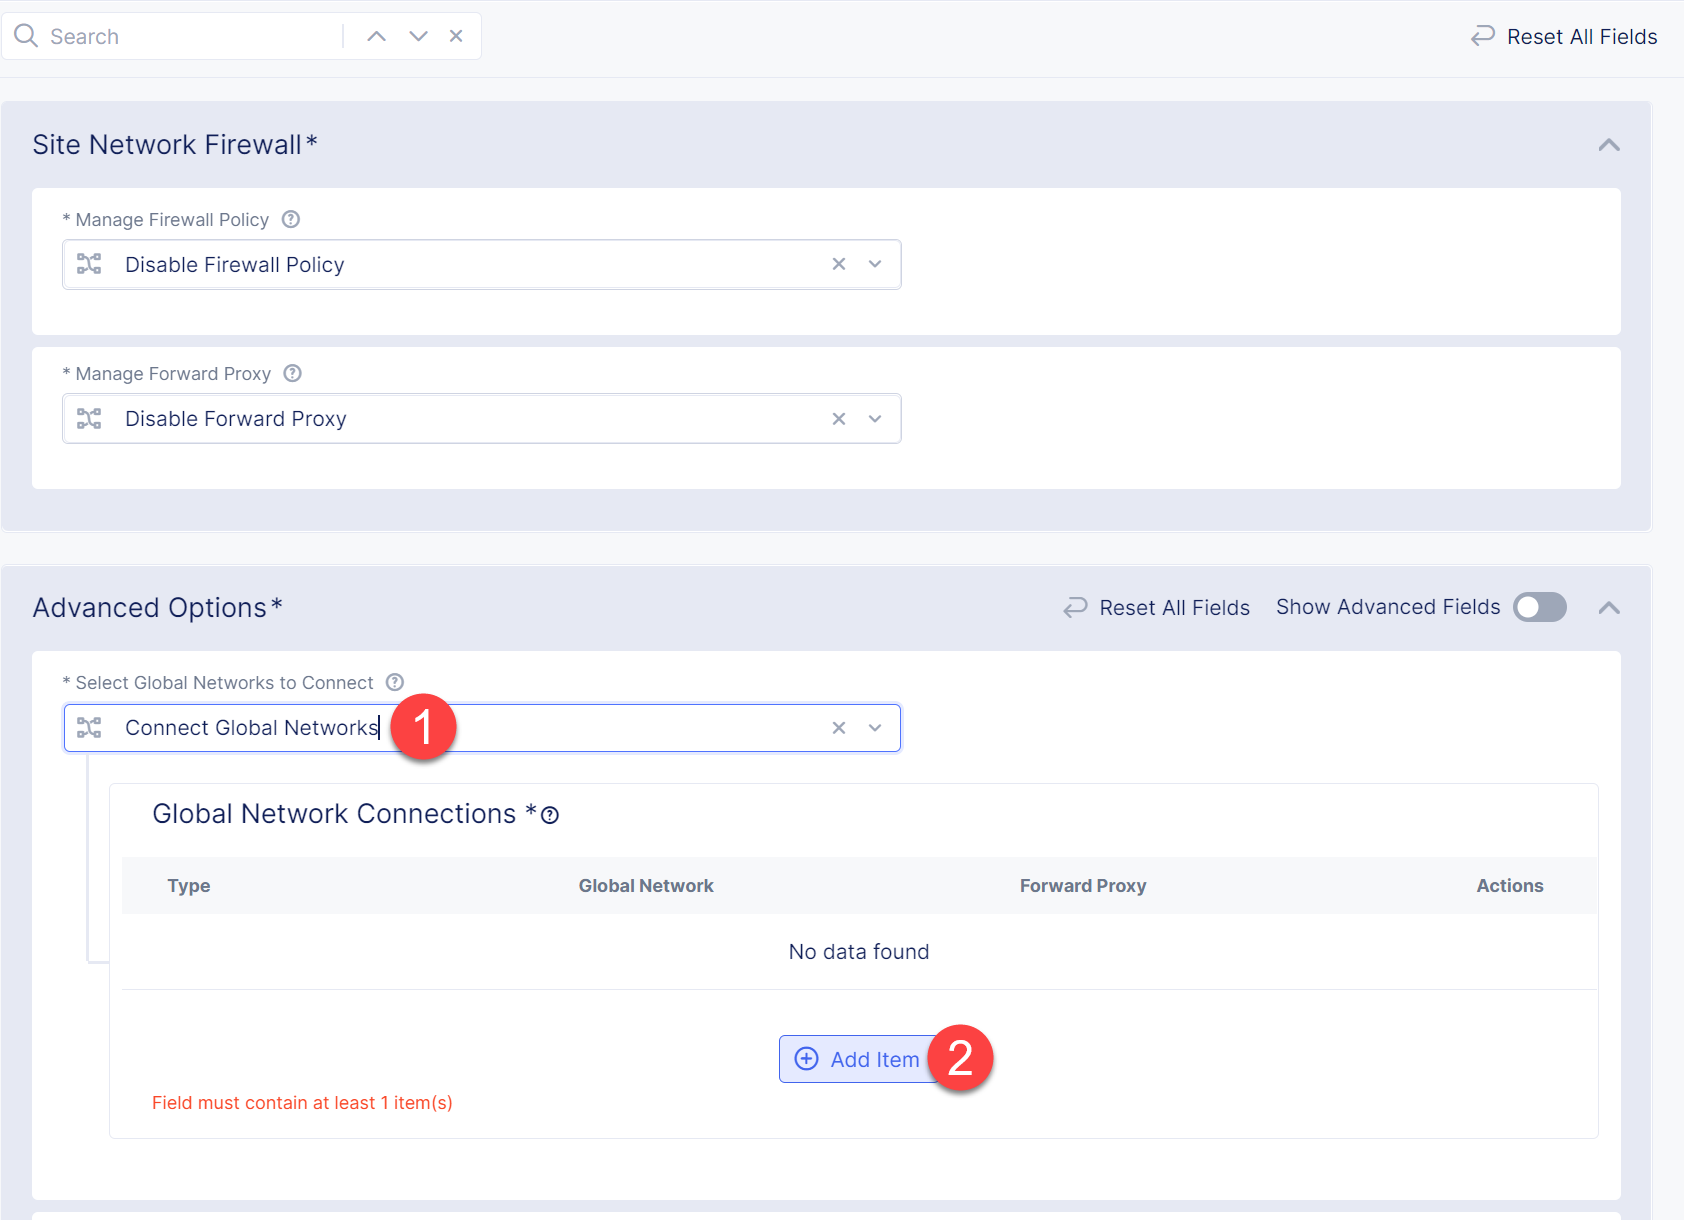 Search
Reset All Fields
Site Network Firewall*
* Manage Firewall Policy ?
Disable Firewall Policy
* Manage Forward Proxy ?
Disable Forward Proxy
Advanced Options*
Reset All Fields
Show Advanced Fields
* Select Global Networks to Connect ?
Connect Global Networks 1
Global Network Connections * ?
Type Global Network Forward Proxy Actions
No data found
Add Item 2
Field must contain at least 1 item(s)